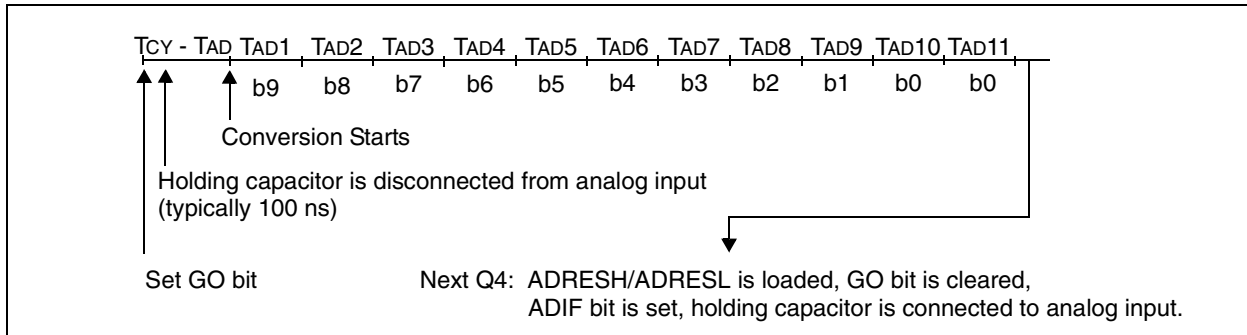 TCY - TAD TAD1 TAD2 TAD3 TAD4 TAD5 TAD6 TAD7 TAD8 TAD9 TAD10 TAD11
b9 b8 b7 b6 b5 b4 b3 b2 b1 b0 b0
Conversion Starts
Holding capacitor is disconnected from analog input
(typically 100 ns)
Set GO bit Next Q4: ADRESH/ADRESL is loaded, GO bit is cleared,
ADIF bit is set, holding capacitor is connected to analog input.